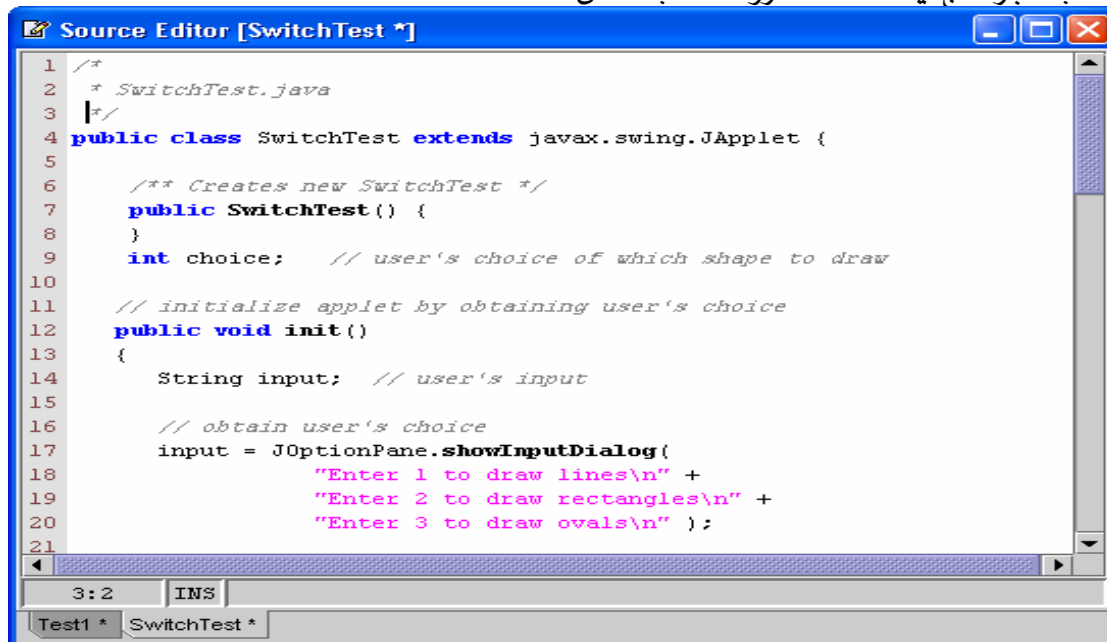 Source Editor [SwitchTest *]
1 /*
2 * SwitchTest.java
3 */
4 public class SwitchTest extends javax.swing.JApplet {
5
6 /** Creates new SwitchTest */
7 public SwitchTest() {
8 }
9 int choice; // user's choice of which shape to draw
10
11 // initialize applet by obtaining user's choice
12 public void init()
13 {
14 String input; // user's input
15
16 // obtain user's choice
17 input = JOptionPane.showInputDialog(
18 "Enter 1 to draw lines\n" +
19 "Enter 2 to draw rectangles\n" +
20 "Enter 3 to draw ovals\n" );
21
3:2 INS
Test1 * SwitchTest *